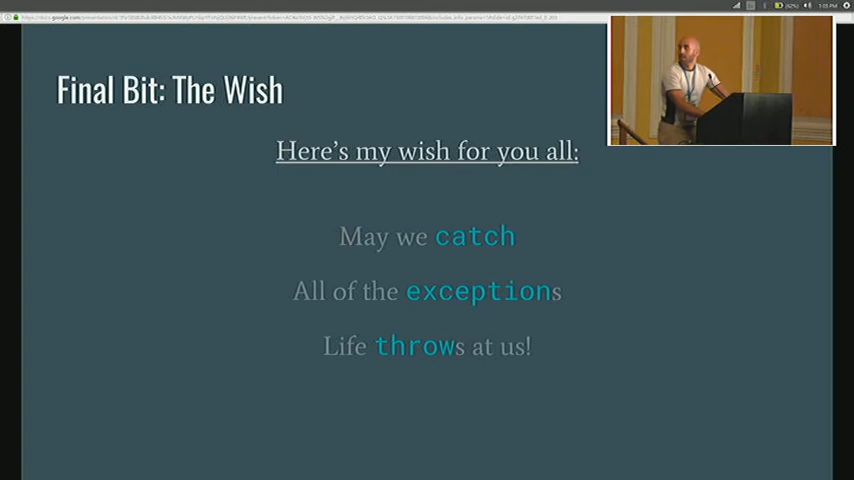 Final Bit: The Wish
Here's my wish for you all:
May we catch
All of the exceptions
Life throws at us!